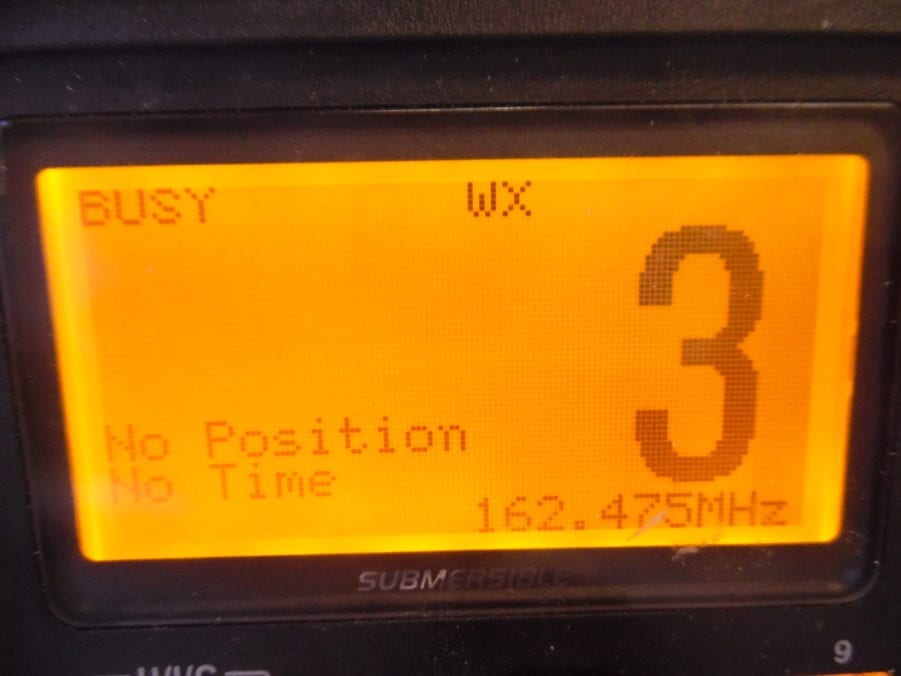 BUSY WX
3
No Position
No Time
162.475MHz
SUBMERSIBLE
9